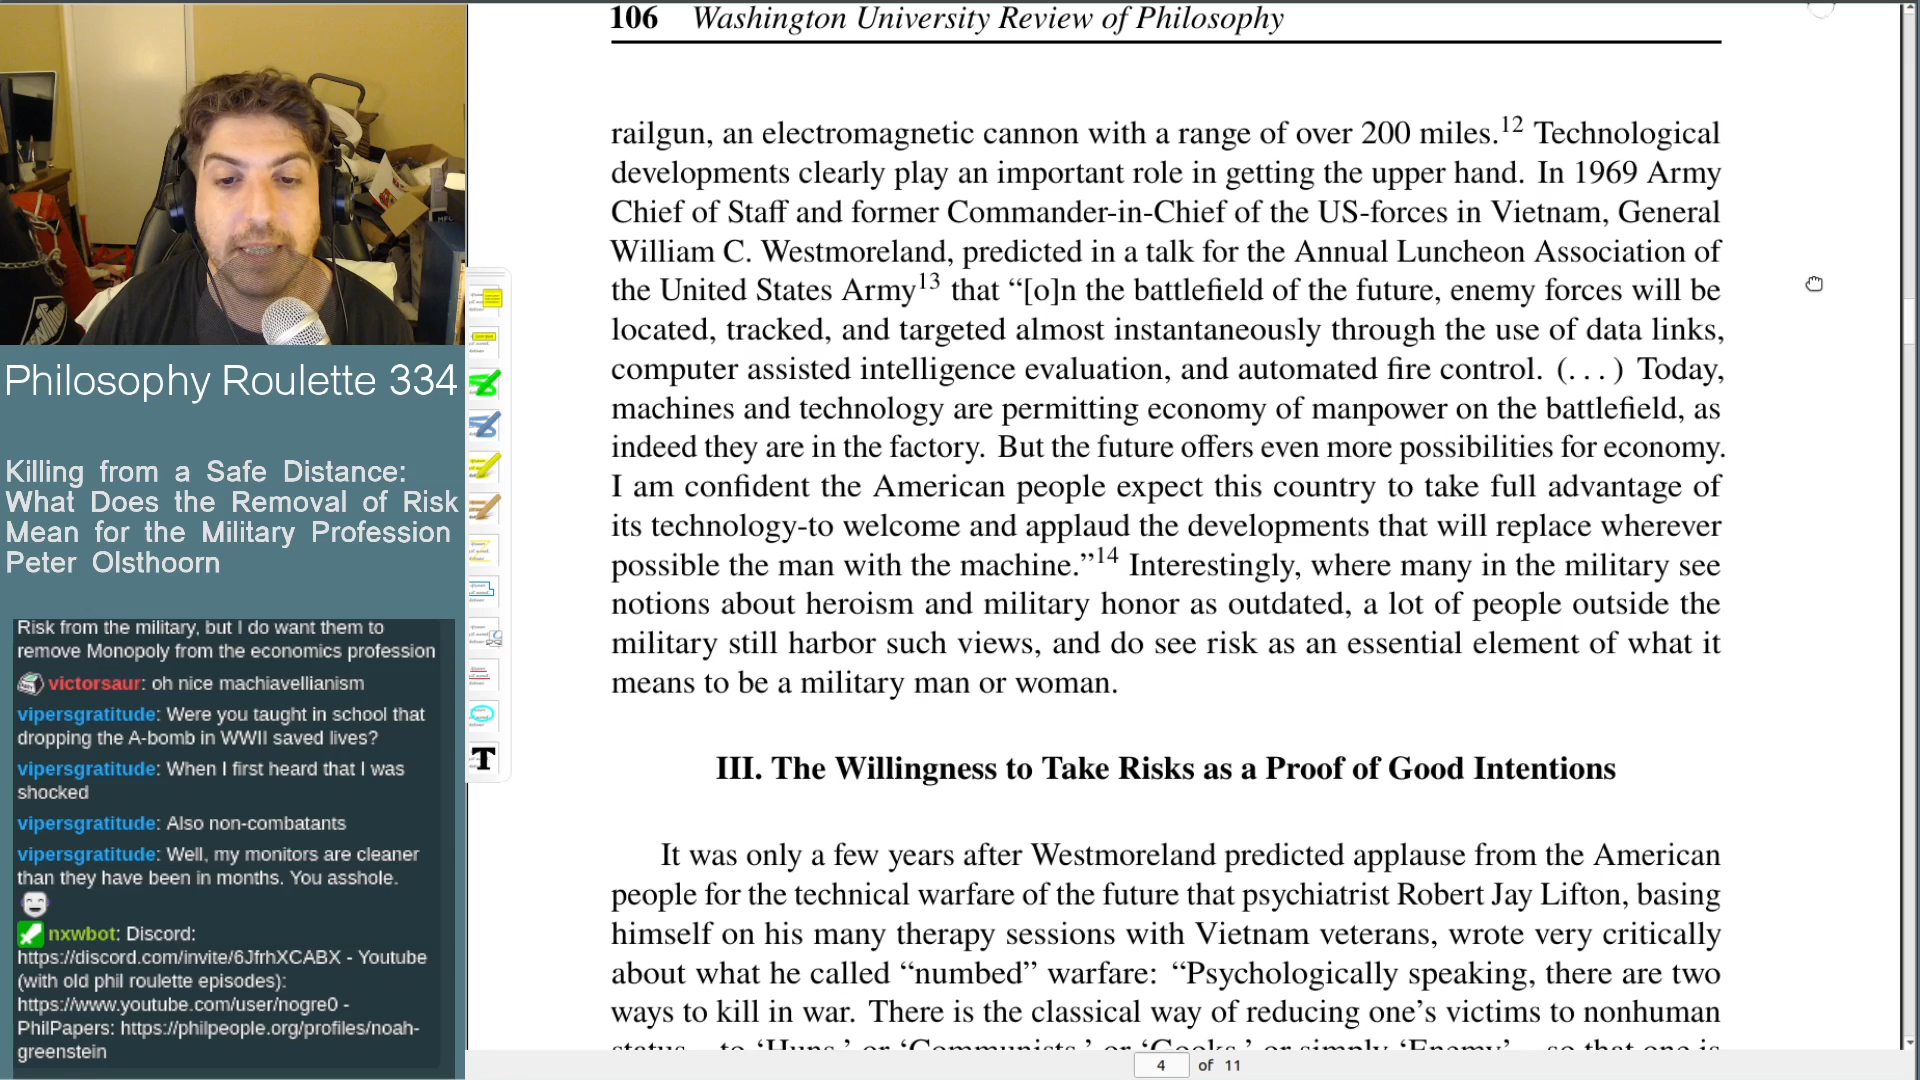 106 Washington University Review of Philosophy
railgun, an electromagnetic cannon with a range of over 200 miles.12 Technological
developments clearly play an important role in getting the upper hand. In 1969 Army
Chief of Staff and former Commander-in-Chief of the US-forces in Vietnam, General
William C. Westmoreland, predicted in a talk for the Annual Luncheon Association of
the United States Army13 that “[o]n the battlefield of the future, enemy forces will be
located, tracked, and targeted almost instantaneously through the use of data links,
computer assisted intelligence evaluation, and automated fire control. (...) Today,
machines and technology are permitting economy of manpower on the battlefield, as
indeed they are in the factory. But the future offers even more possibilities for economy.
I am confident the American people expect this country to take full advantage of
its technology-to welcome and applaud the developments that will replace wherever
possible the man with the machine.”14 Interestingly, where many in the military see
notions about heroism and military honor as outdated, a lot of people outside the
military still harbor such views, and do see risk as an essential element of what it
means to be a military man or woman.
III. The Willingness to Take Risks as a Proof of Good Intentions
It was only a few years after Westmoreland predicted applause from the American
people for the technical warfare of the future that psychiatrist Robert Jay Lifton, basing
himself on his many therapy sessions with Vietnam veterans, wrote very critically
about what he called “numbed” warfare: “Psychologically speaking, there are two
ways to kill in war. There is the classical way of reducing one’s victims to nonhuman
status – to ‘Huns,’ or ‘Communists,’ or ‘Gooks,’ or simply ‘Enemy’ – so that one is
4 of 11
Philosophy Roulette 334
Killing from a Safe Distance:
What Does the Removal of Risk
Mean for the Military Profession
Peter Olsthoorn
Risk from the military, but I do want them to
remove Monopoly from the economics profession
victorsaur: oh nice machiavellianism
vipersgratitude: Were you taught in school that
dropping the A-bomb in WWII saved lives?
vipersgratitude: When I first heard that I was
shocked
vipersgratitude: Also non-combatants
vipersgratitude: Well, my monitors are cleaner
than they have been in months. You asshole.
nxwbot: Discord:
https://discord.com/invite/6JfrhXCABX - Youtube
(with old phil roulette episodes):
https://www.youtube.com/user/nogre0 -
PhilPapers: https://philpeople.org/profiles/noah-
greenstein
T